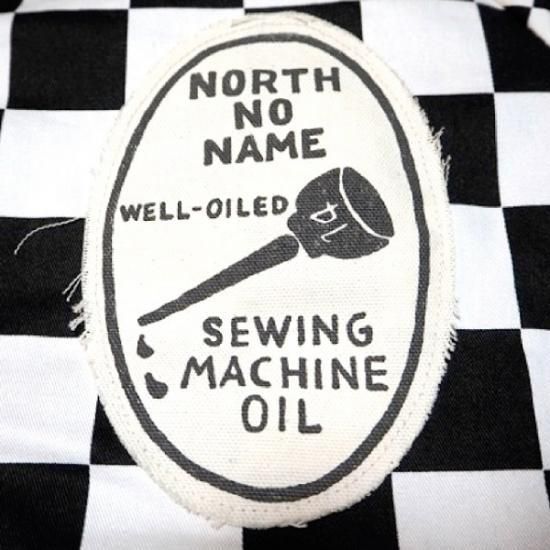 NORTH
NO
NAME
WELL-OILED
SEWING
MACHINE
OIL